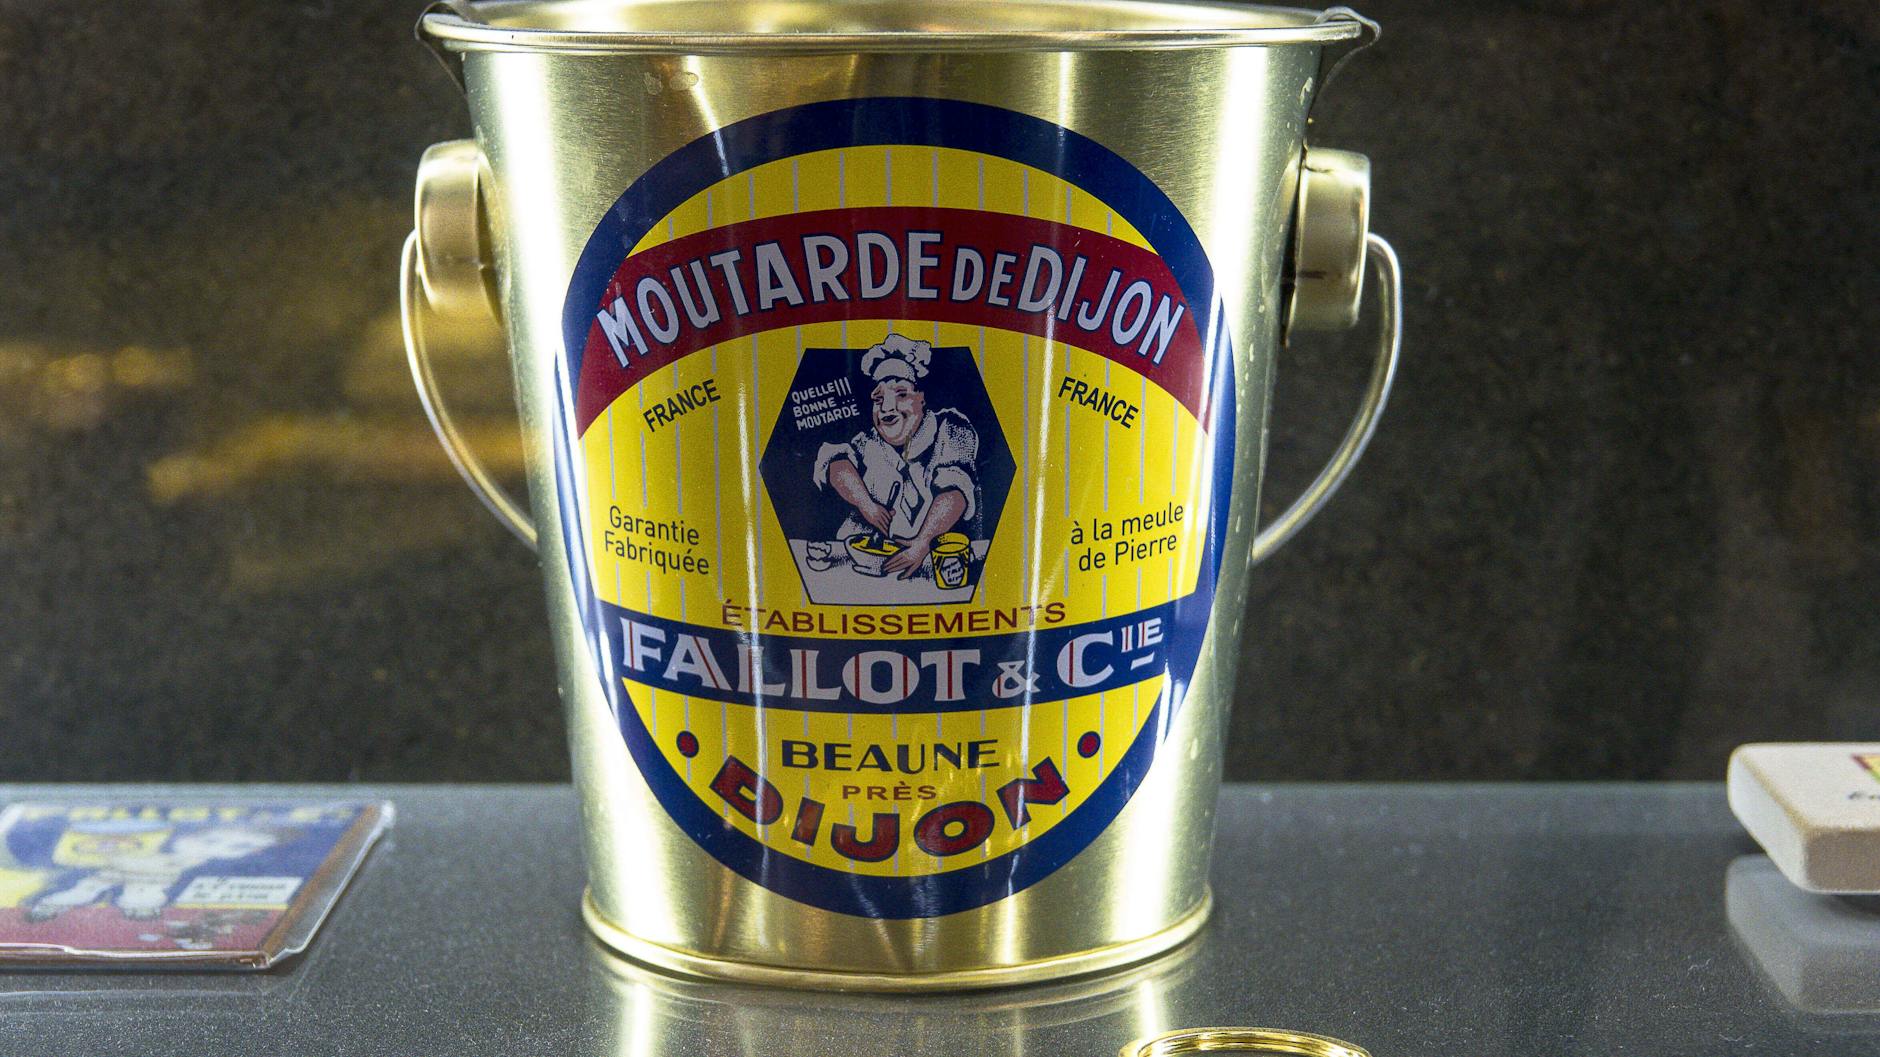 MOUTARDE DE DIJON
FRANCE
FRANCE
QUELLE!!!
BONNE...
MOUTARDE
Garantie
Fabriquée
à la meule
de Pierre
ÉTABLISSEMENTS
FALLOT & CIE
BEAUNE
PRÈS
DIJON
FALLOT